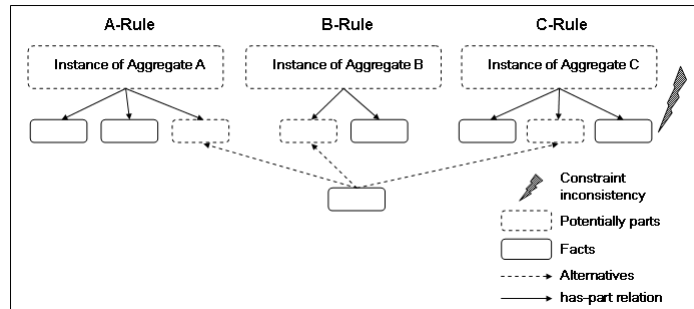 A-Rule
B-Rule
C-Rule
Instance of Aggregate A
Instance of Aggregate B
Instance of Aggregate C
Constraint
inconsistency
Potentially parts
Facts
Alternatives
has-part relation